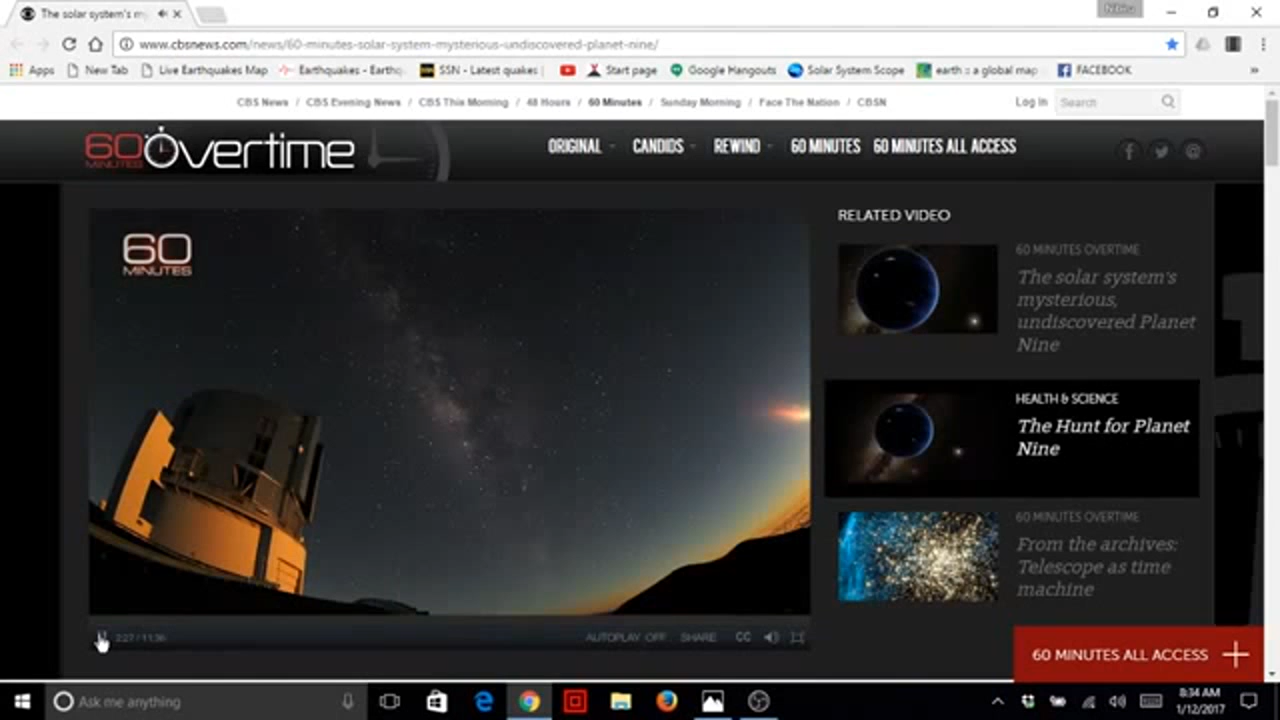 The solar system's my
Nibiru
www.cbsnews.com/news/60-minutes-solar-system-mysterious-undiscovered-planet-nine/
Apps New Tab Live Earthquakes Map Earthquakes - Earthq SSN - Latest quakes | Start page Google Hangouts Solar System Scope earth :: a global map FACEBOOK »
CBS News / CBS Evening News / CBS This Morning / 48 Hours / 60 Minutes / Sunday Morning / Face The Nation / CBSN
Log In Search
60 MINUTES Overtime
ORIGINAL CANDIDS REWIND 60 MINUTES 60 MINUTES ALL ACCESS
60 MINUTES
RELATED VIDEO
60 MINUTES OVERTIME
The solar system's
mysterious,
undiscovered Planet
Nine
HEALTH & SCIENCE
The Hunt for Planet
Nine
60 MINUTES OVERTIME
From the archives:
Telescope as time
machine
2:27 / 11:36
AUTOPLAY OFF SHARE CC
60 MINUTES ALL ACCESS
Ask me anything
8:34 AM
1/12/2017